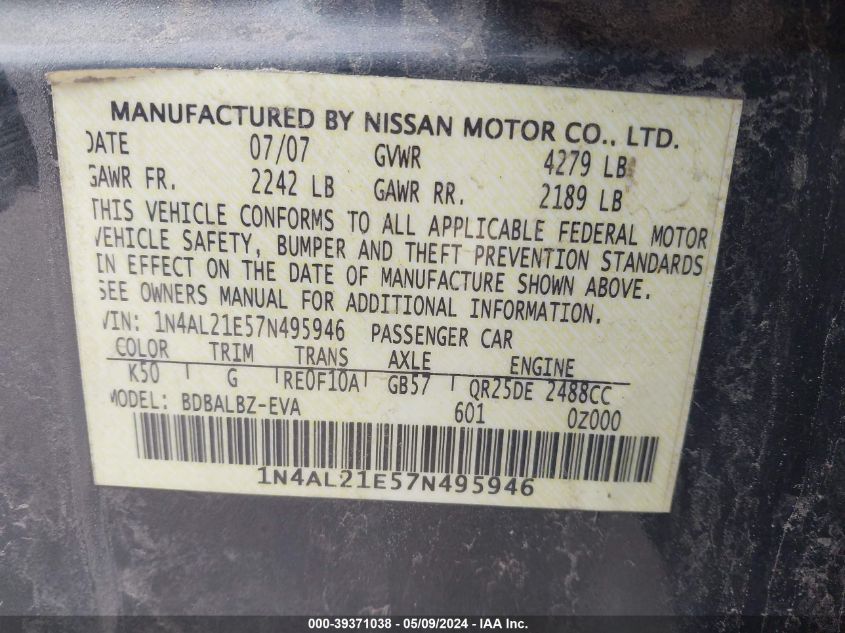 MANUFACTURED BY NISSAN MOTOR CO., LTD.
DATE 07/07 GVWR 4279 LB
GAWR FR. 2242 LB GAWR RR. 2189 LB
THIS VEHICLE CONFORMS TO ALL APPLICABLE FEDERAL MOTOR
VEHICLE SAFETY, BUMPER AND THEFT PREVENTION STANDARDS
IN EFFECT ON THE DATE OF MANUFACTURE SHOWN ABOVE.
SEE OWNERS MANUAL FOR ADDITIONAL INFORMATION.
VIN: 1N4AL21E57N495946 PASSENGER CAR
COLOR TRIM TRANS AXLE ENGINE
K50 G RE0F10A GB57 QR25DE 2488CC
MODEL: BDBALBZ-EVA 601 0Z000
1N4AL21E57N495946
000-39371038 - 05/09/2024 - IAA Inc.